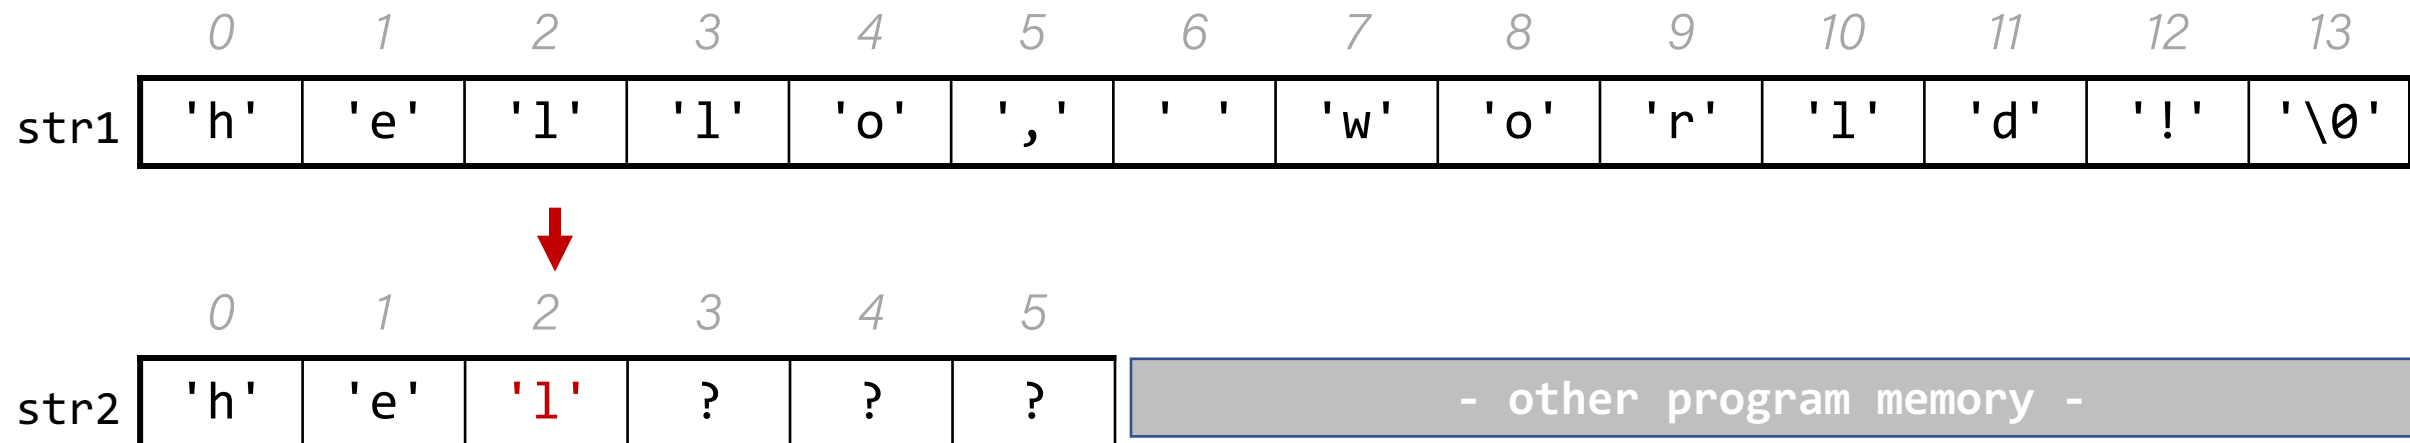 0 1 2 3 4 5 6 7 8 9 10 11 12 13
str1 'h' 'e' 'l' 'l' 'o' ',' ' ' 'w' 'o' 'r' 'l' 'd' '!' '\0'
0 1 2 3 4 5
str2 'h' 'e' 'l' ? ? ? - other program memory -